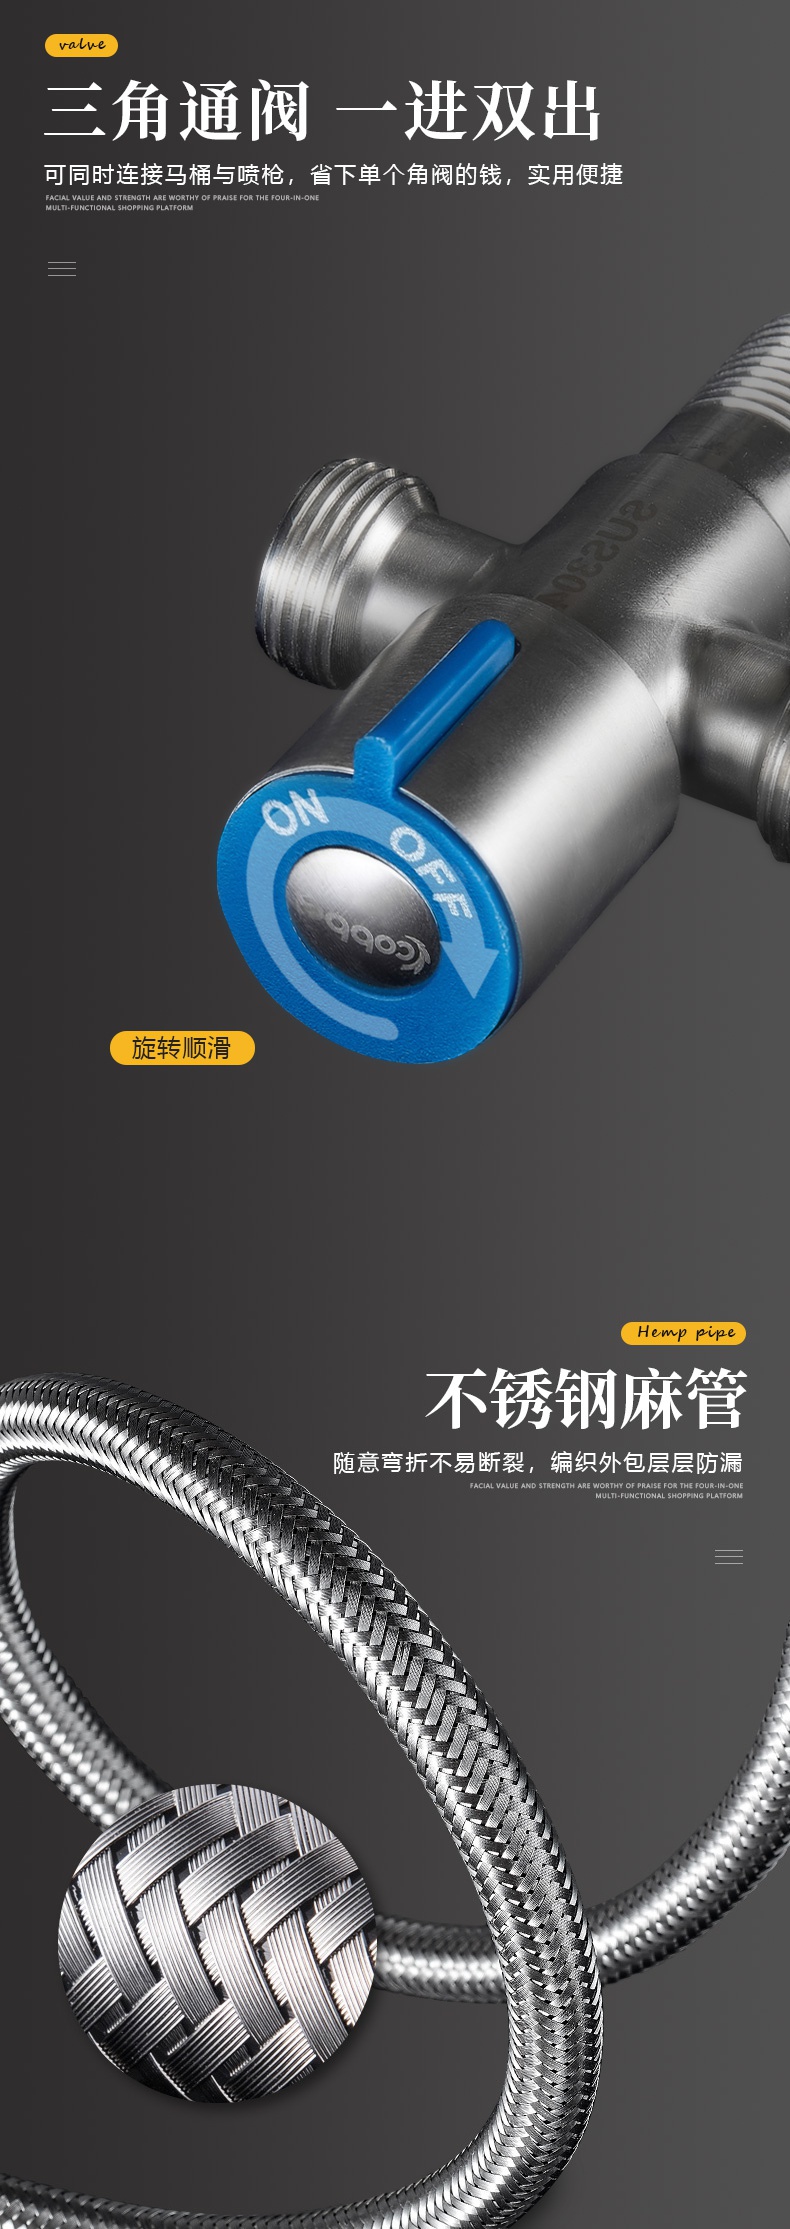 valve
三角通阀 一进双出
可同时连接马桶与喷枪，省下单个角阀的钱，实用便捷
FACIAL VALUE AND STRENGTH ARE WORTHY OF PRAISE FOR THE FOUR-IN-ONE
MULTI-FUNCTIONAL SHOPPING PLATFORM
SUS304
ON
OFF
cobbe
旋转顺滑
Hemp pipe
不锈钢麻管
随意弯折不易断裂，编织外包层层防漏
FACIAL VALUE AND STRENGTH ARE WORTHY OF PRAISE FOR THE FOUR-IN-ONE
MULTI-FUNCTIONAL SHOPPING PLATFORM